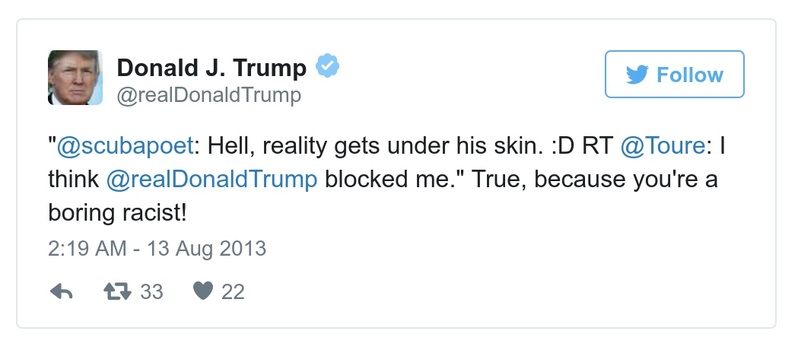 Donald J. Trump
@realDonaldTrump
Follow
"@scubapoet: Hell, reality gets under his skin. :D RT @Toure: I
think @realDonaldTrump blocked me." True, because you're a
boring racist!
2:19 AM - 13 Aug 2013
33 22